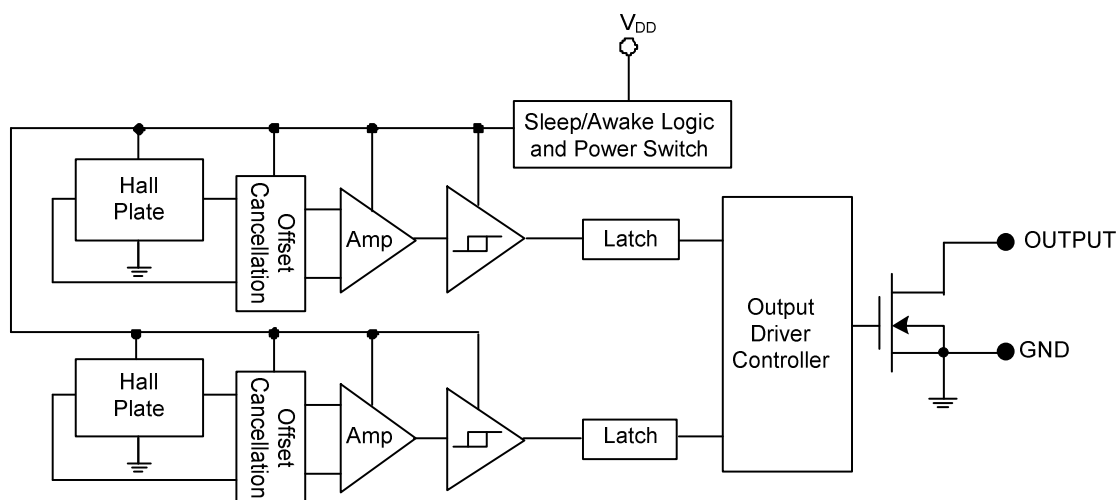 VDD
Sleep/Awake Logic
and Power Switch
Hall
Plate
Offset
Cancellation
Amp
Latch
Output
Driver
Controller
OUTPUT
GND
Hall
Plate
Offset
Cancellation
Amp
Latch